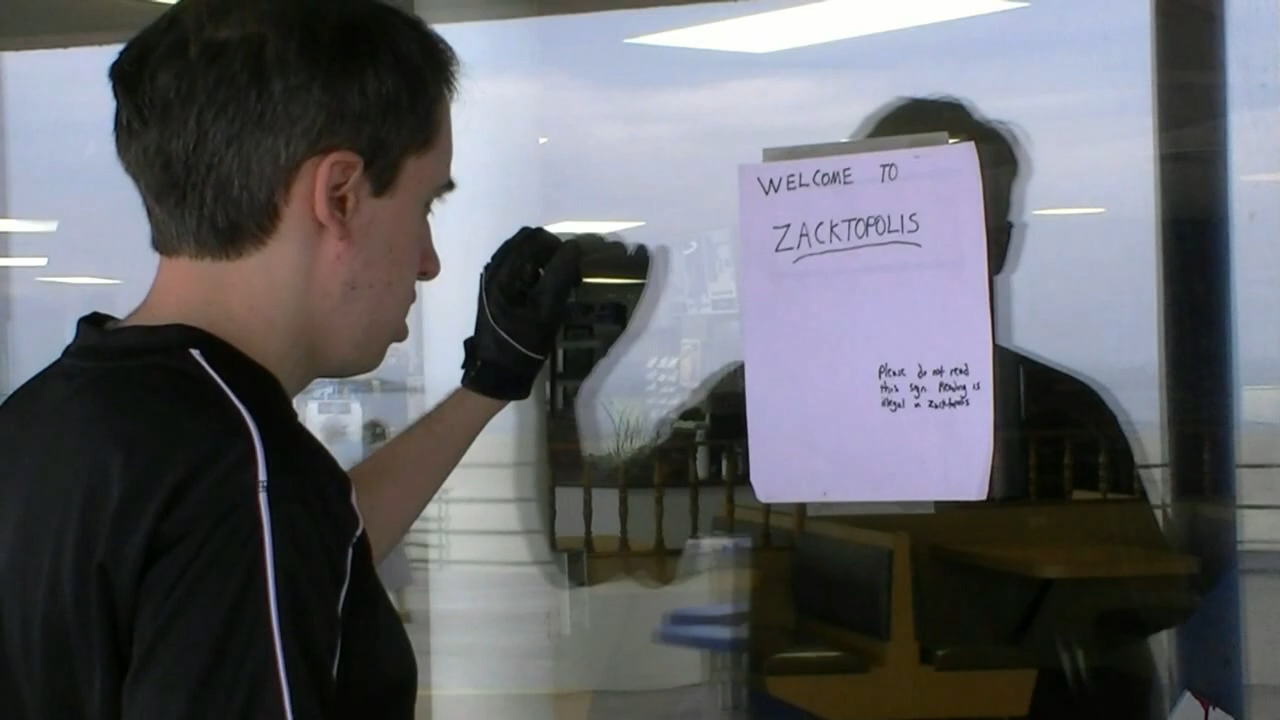 WELCOME TO
ZACKTOPOLIS
Please do not read
this sign. Reading is
illegal in Zacktopolis